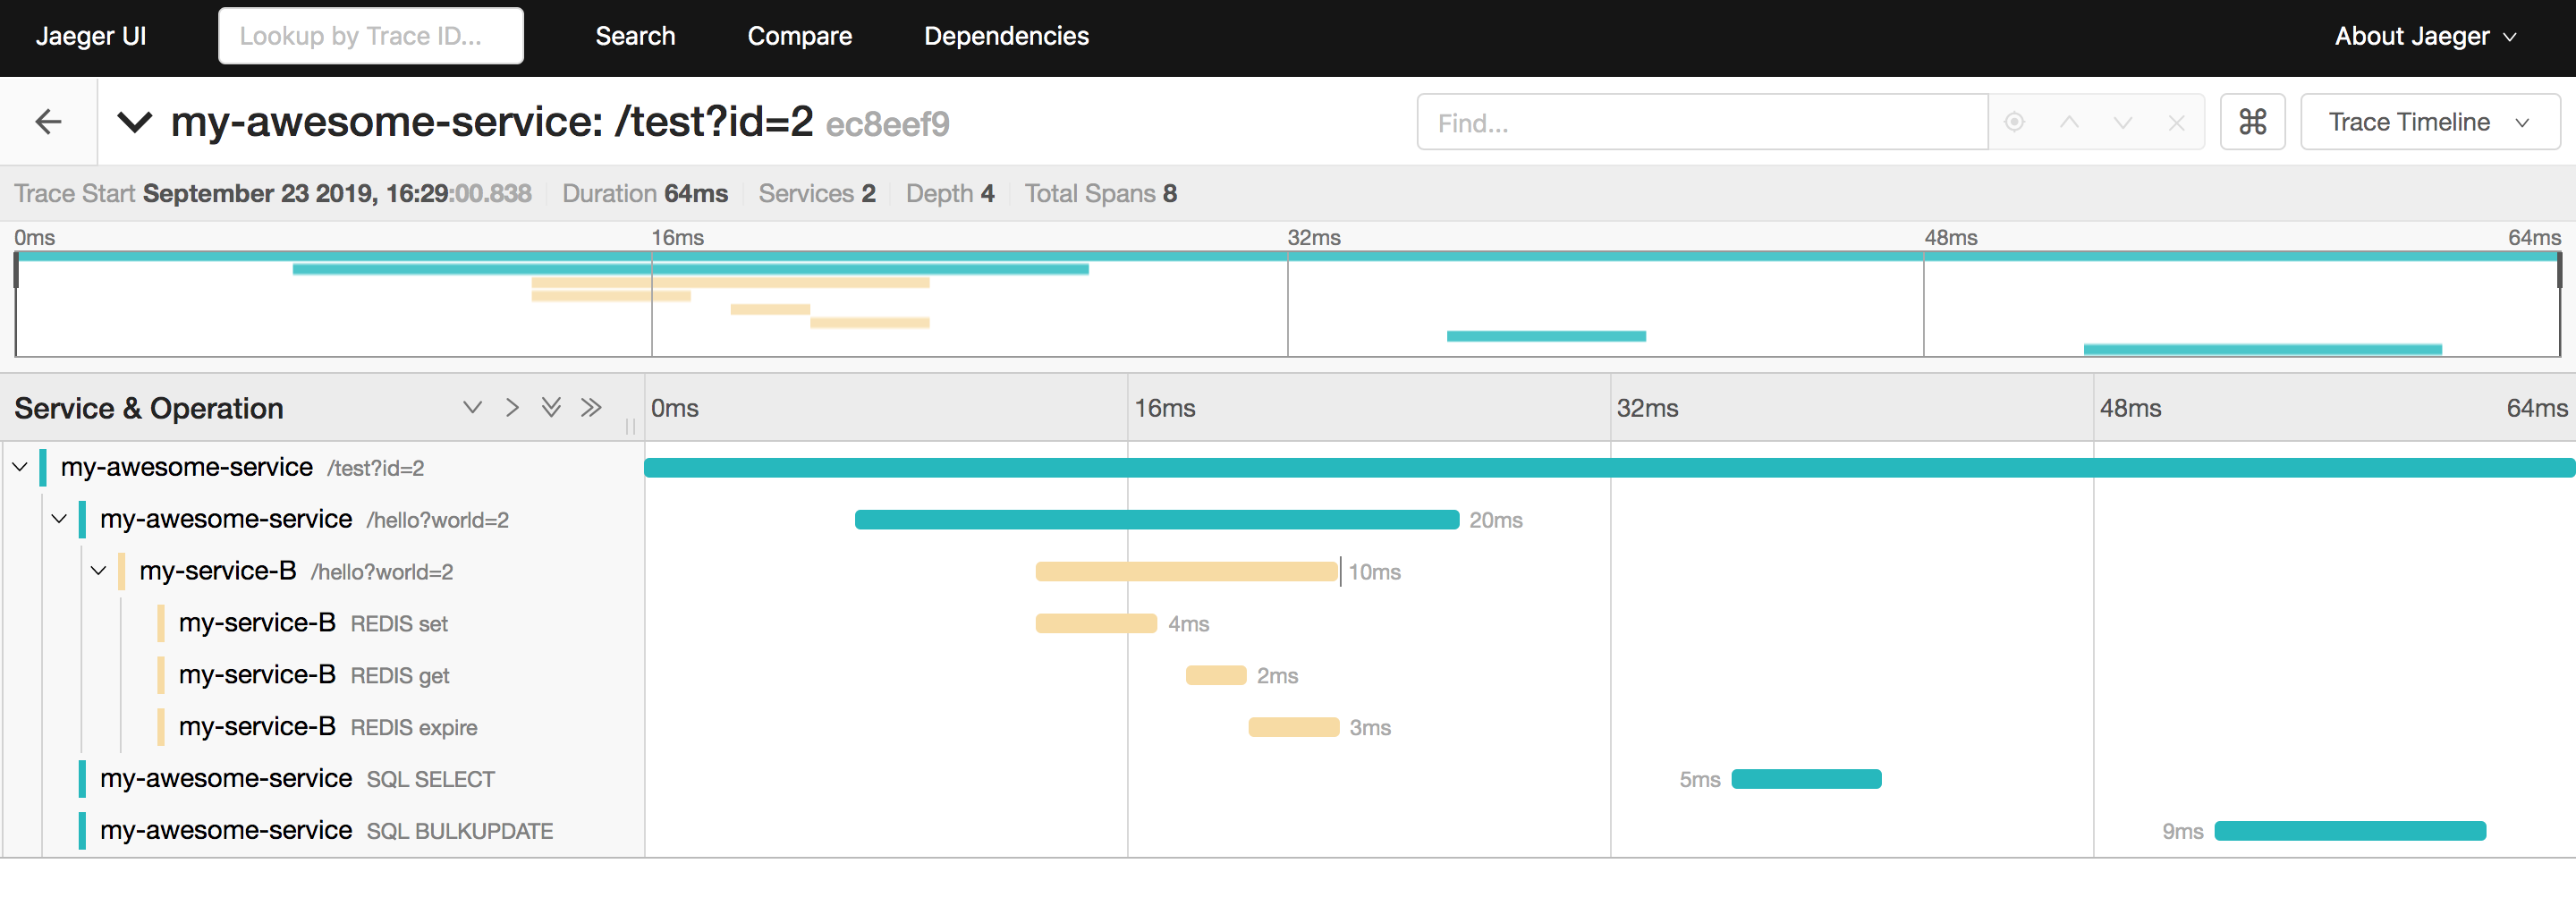 Jaeger UI Lookup by Trace ID... Search Compare Dependencies About Jaeger
my-awesome-service: /test?id=2 ec8eef9 Find... ⌘ Trace Timeline
Trace Start September 23 2019, 16:29:00.838 Duration 64ms Services 2 Depth 4 Total Spans 8
0ms 16ms 32ms 48ms 64ms
Service & Operation 0ms 16ms 32ms 48ms 64ms
my-awesome-service /test?id=2
my-awesome-service /hello?world=2 20ms
my-service-B /hello?world=2 10ms
my-service-B REDIS set 4ms
my-service-B REDIS get 2ms
my-service-B REDIS expire 3ms
my-awesome-service SQL SELECT 5ms
my-awesome-service SQL BULKUPDATE 9ms